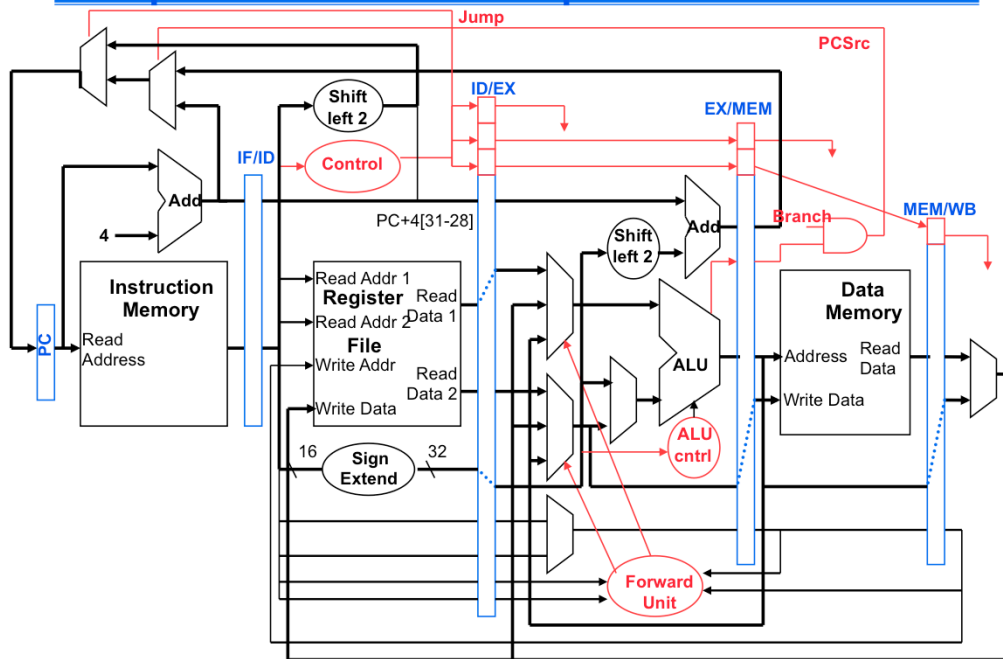 Jump
PCSrc
ID/EX
EX/MEM
Shift
left 2
IF/ID
Control
Add
PC+4[31-28]
Branch
MEM/WB
4
Shift
left 2
Add
Instruction
Memory
Read Addr 1
Register
Read
Data 1
Read Addr 2
File
Data
Memory
PC
Read
Address
Write Addr
Read
Data 2
ALU
Address
Read
Data
Write Data
Write Data
16
Sign
Extend
32
ALU
cntrl
Forward
Unit